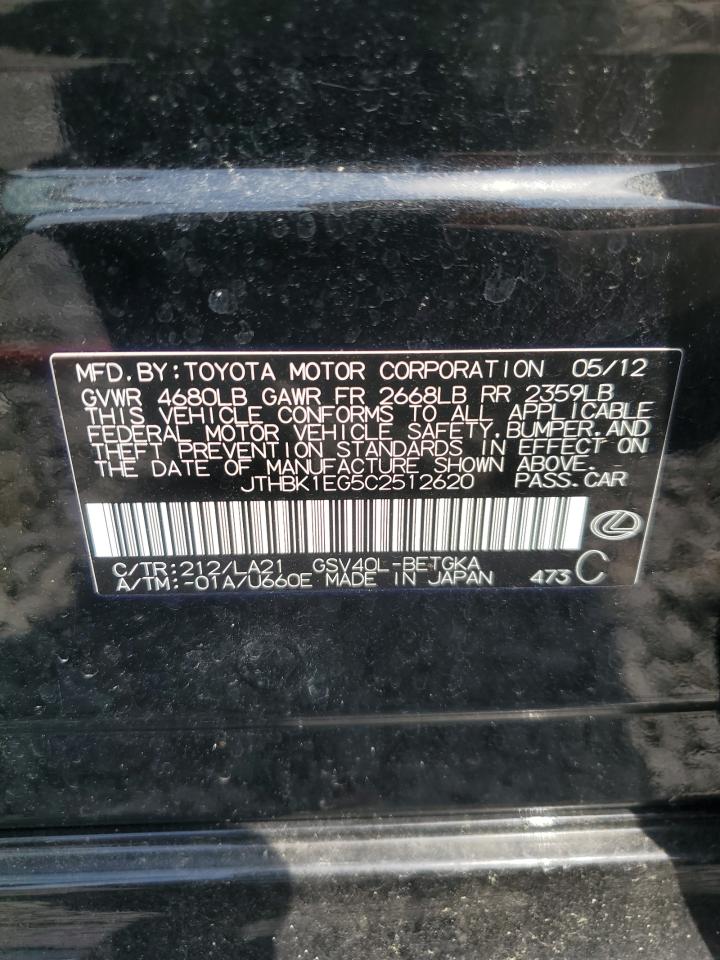 MFD. BY: TOYOTA MOTOR CORPORATION 05/12
GVWR 4680LB GAWR FR 2668LB RR 2359LB
THIS VEHICLE CONFORMS TO ALL APPLICABLE
FEDERAL MOTOR VEHICLE SAFETY, BUMPER, AND
THEFT PREVENTION STANDARDS IN EFFECT ON
THE DATE OF MANUFACTURE SHOWN ABOVE.
JTHBK1EG5C2512620 PASS. CAR
C/TR: 212/LA21 GSV40L-BETGKA
A/TM: -01A/U660E MADE IN JAPAN 473 C